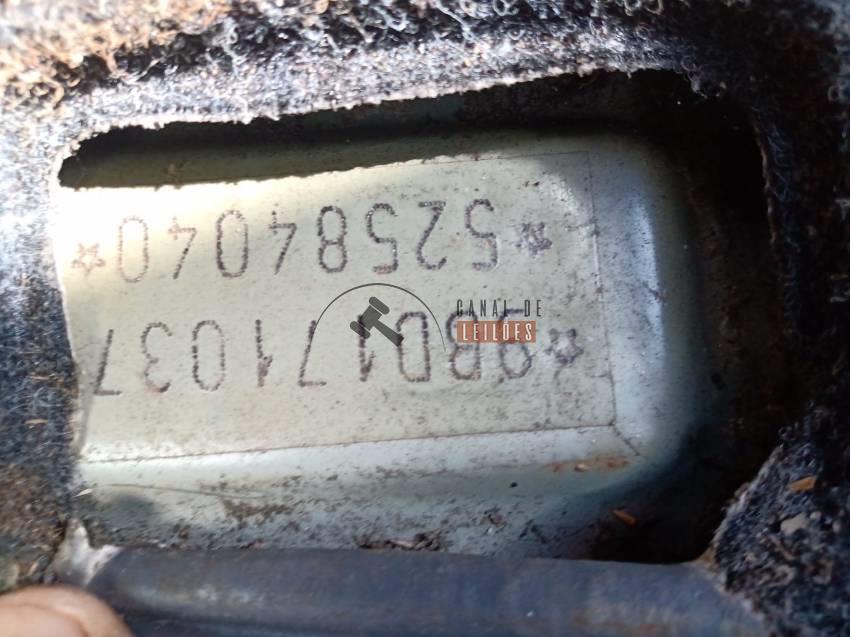 *9BD171037
*52584040*
CANAL DE
LEILÕES